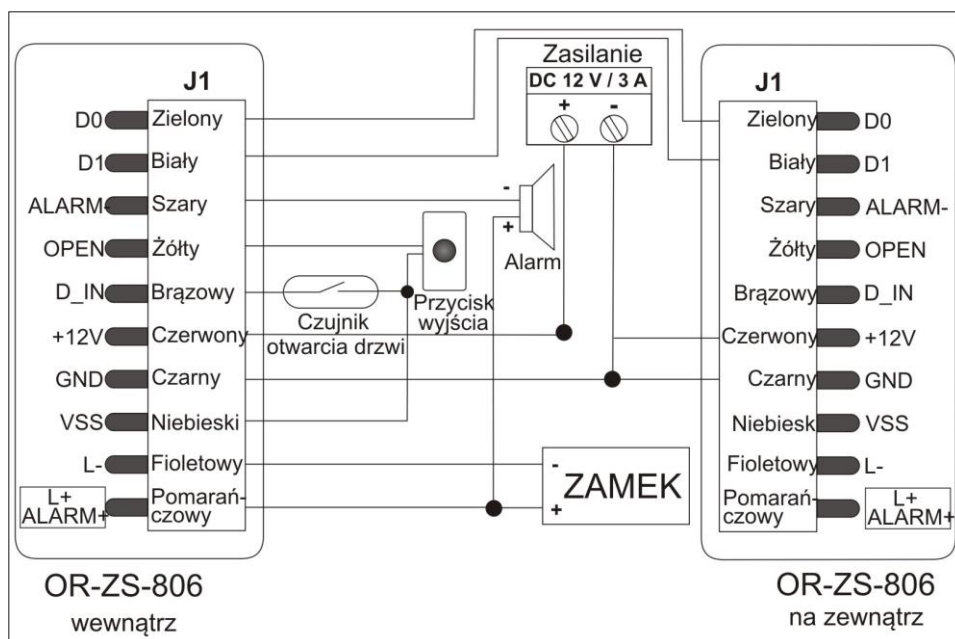 J1
D0 Zielony
D1 Biały
ALARM- Szary
OPEN Żółty
D_IN Brązowy
+12V Czerwony
GND Czarny
VSS Niebieski
L- Fioletowy
L+
ALARM+
Pomarań-
czowy
OR-ZS-806
wewnątrz
Zasilanie
DC 12 V / 3 A
+ -
-
+
Alarm
Przycisk
wyjścia
Czujnik
otwarcia drzwi
-
+
ZAMEK
J1
Zielony D0
Biały D1
Szary ALARM-
Żółty OPEN
Brązowy D_IN
Czerwony +12V
Czarny GND
Niebiesk VSS
Fioletowy L-
Pomarań-
czowy
L+
ALARM+
OR-ZS-806
na zewnątrz